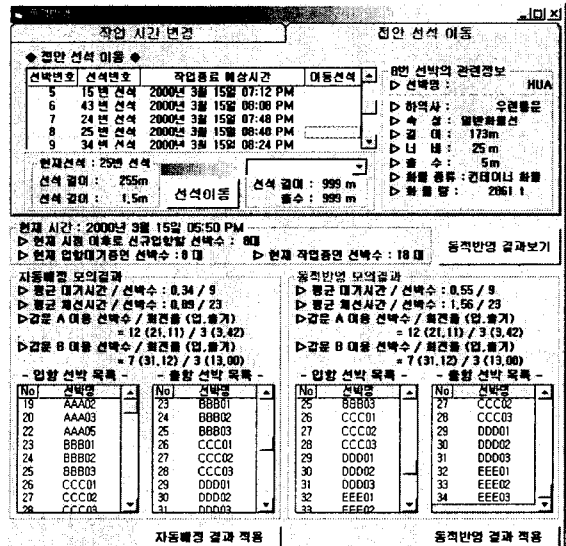 작업 시간 변경
접안 선석 이동
◆ 접안 선석 이동 ◆
선박번호 선석번호 작업종료 예상시간 이동선석
5 15 번 선석 2000년 3월 15일 07:12 PM
6 43 번 선석 2000년 3월 15일 08:08 PM
7 24 번 선석 2000년 3월 15일 07:48 PM
8 25 번 선석 2000년 3월 15일 08:40 PM
9 34 번 선석 2000년 3월 15일 08:24 PM
현재선석 : 25번 선석
선석 길이 : 255m
선석 길이 : 1.5m
선석이동
선석 길이 : 999 m
흘수 : 999 m
8번 선박의 관련정보
▷ 선박명 : HUA
▷ 하역사 : 우련통운
▷ 속 성 : 일반화물선
▷ 길 이 : 173m
▷ 너 비 : 25 m
▷ 흘 수 : 5m
▷ 화물 종류 : 컨테이너 화물
▷ 화 물 량 : 2861 t
현재 시간 : 2000년 3월 15일 05:50 PM
▷ 현재 시점 이후로 신규입항할 선박수 : 8대
▷ 현재 입항대기중인 선박수 : 8 대 ▷ 현재 작업중인 선박수 : 18 대
동적반영 결과보기
자동배정 모의결과
▷ 평균 대기시간 / 선박수 : 0.34 / 9
▷ 평균 체선시간 / 선박수 : 0.89 / 23
▷갑문 A 이용 선박수 / 회전율 (입.출거)
= 12 (21,11) / 3 (3,42)
▷갑문 B 이용 선박수 / 회전율 (입.출거)
= 7 (31,12) / 3 (13,00)
- 입항 선박 목록 - - 출항 선박 목록 -
No 선박명 No 선박명
19 AAA02 23 BBB01
20 AAA03 24 BBB02
22 AAA05 25 BBB03
23 BBB01 26 CCC01
24 BBB02 27 CCC02
25 BBB03 28 CCC03
26 CCC01 29 DDD01
27 CCC02 30 DDD02
28 CCC03 31 DDD03
자동배정 결과 적용
동적반영 모의결과
▷ 평균 대기시간 / 선박수 : 0.55 / 9
▷ 평균 체선시간 / 선박수 : 1.56 / 23
▷갑문 A 이용 선박수 / 회전율 (입.출거)
= 12 (21,11) / 3 (3,42)
▷갑문 B 이용 선박수 / 회전율 (입.출거)
= 7 (31,12) / 3 (13,00)
- 입항 선박 목록 - - 출항 선박 목록 -
No 선박명 No 선박명
25 BBB03 27 CCC02
26 CCC01 28 CCC03
27 CCC02 29 DDD01
28 CCC03 30 DDD02
29 DDD01 31 DDD03
30 DDD02 32 EEE01
31 DDD03 33 EEE02
32 EEE01 34 EEE03
33 EEE02
동적반영 결과 적용